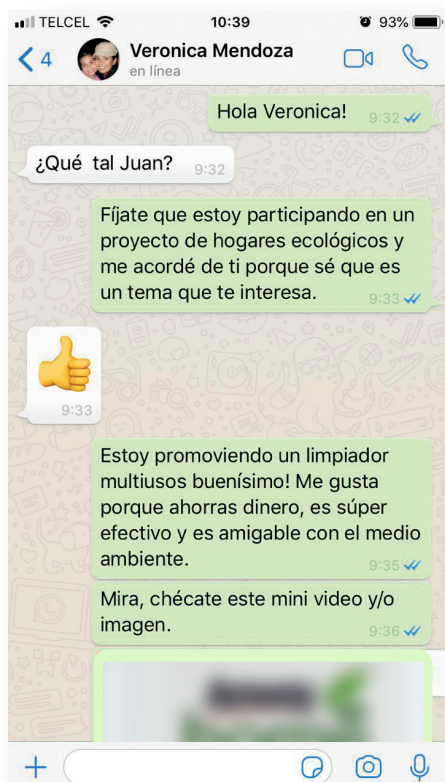 TELCEL 10:39 93%
4 Veronica Mendoza
en línea
Hola Veronica! 9:32
¿Qué tal Juan? 9:32
Fíjate que estoy participando en un
proyecto de hogares ecológicos y
me acordé de ti porque sé que es
un tema que te interesa. 9:33
9:33
Estoy promoviendo un limpiador
multiusos buenísimo! Me gusta
porque ahorras dinero, es súper
efectivo y es amigable con el medio
ambiente. 9:35
Mira, chécate este mini video y/o
imagen. 9:36